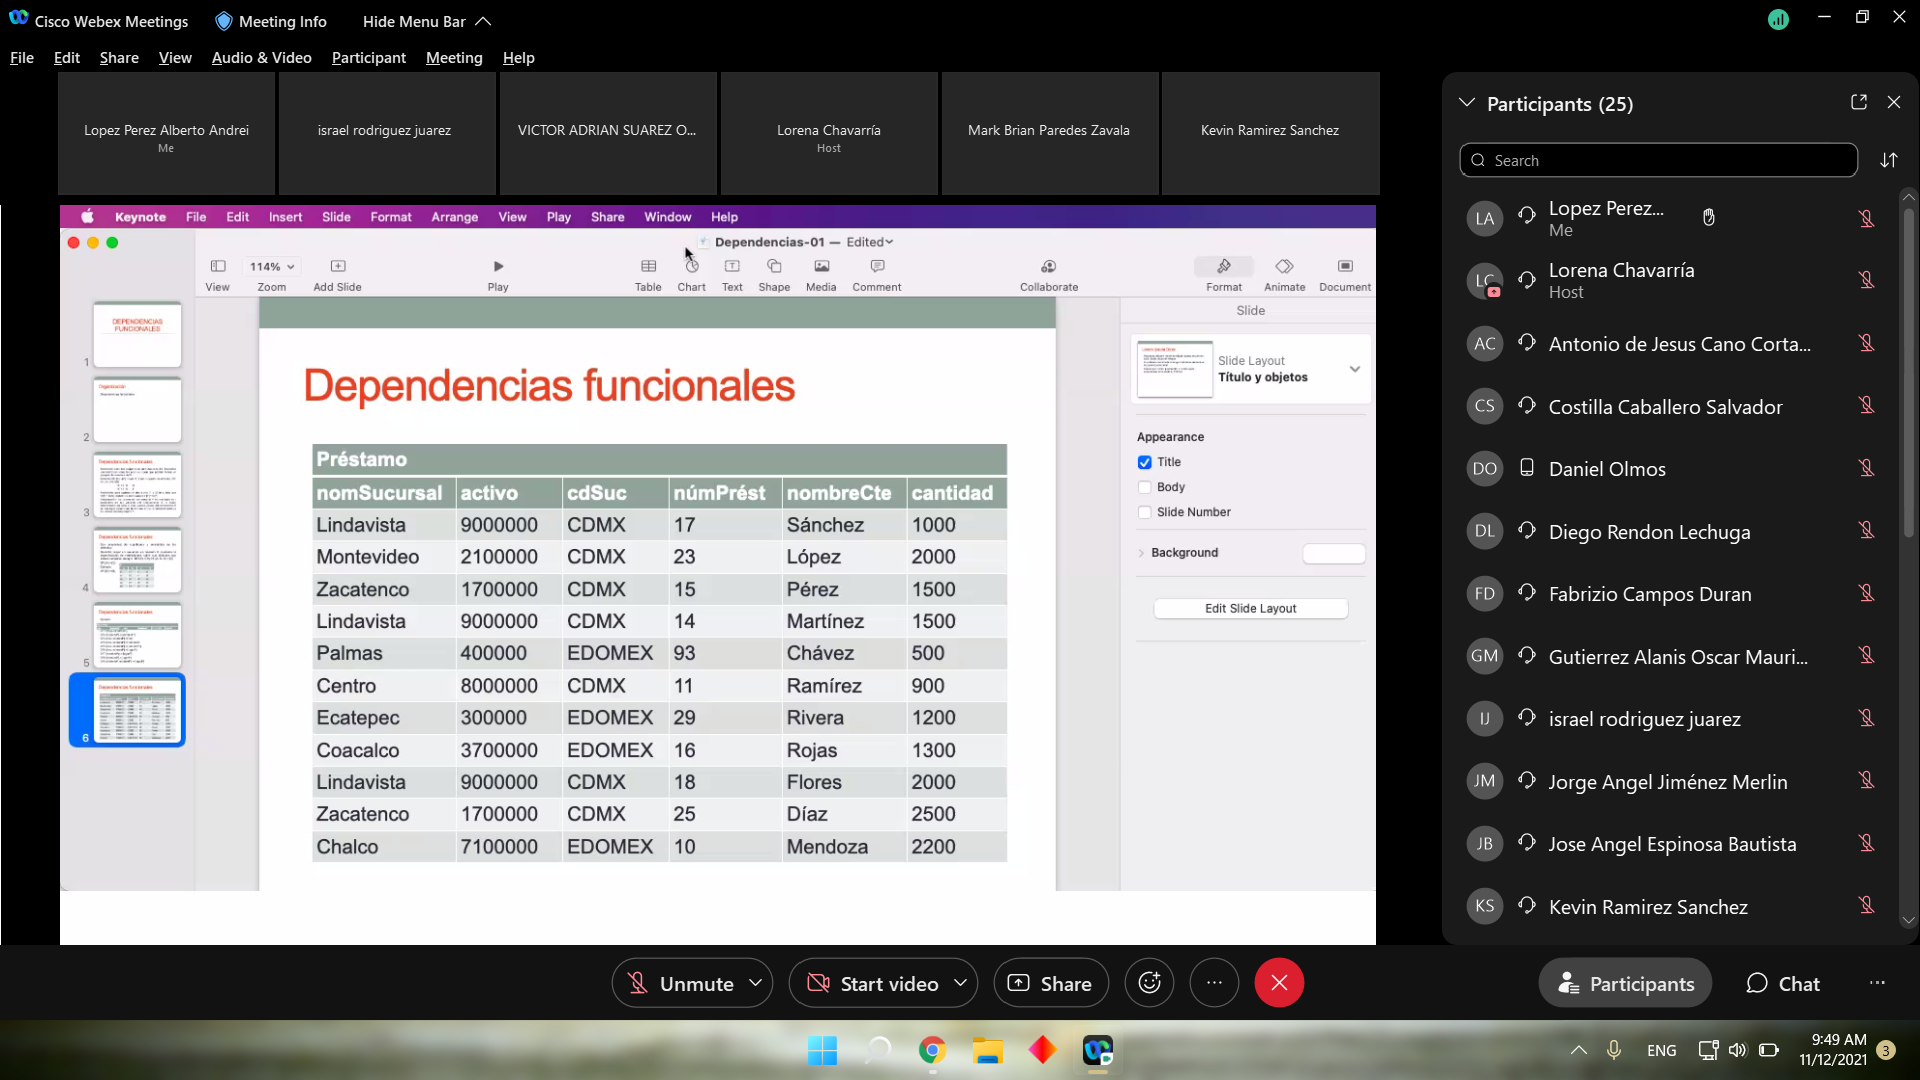 Cisco Webex Meetings Meeting Info Hide Menu Bar
File Edit Share View Audio & Video Participant Meeting Help
Lopez Perez Alberto Andrei
Me
israel rodriguez juarez
VICTOR ADRIAN SUAREZ O...
Lorena Chavarría
Host
Mark Brian Paredes Zavala
Kevin Ramirez Sanchez
Keynote File Edit Insert Slide Format Arrange View Play Share Window Help
Dependencias-01 — Edited
114%
View Zoom Add Slide Play Table Chart Text Shape Media Comment Collaborate Format Animate Document
DEPENDENCIAS
FUNCIONALES
1
2
3
4
5
6
Dependencias funcionales
Préstamo
nomSucursal activo cdSuc númPrést nombreCte cantidad
Lindavista 9000000 CDMX 17 Sánchez 1000
Montevideo 2100000 CDMX 23 López 2000
Zacatenco 1700000 CDMX 15 Pérez 1500
Lindavista 9000000 CDMX 14 Martínez 1500
Palmas 400000 EDOMEX 93 Chávez 500
Centro 8000000 CDMX 11 Ramírez 900
Ecatepec 300000 EDOMEX 29 Rivera 1200
Coacalco 3700000 EDOMEX 16 Rojas 1300
Lindavista 9000000 CDMX 18 Flores 2000
Zacatenco 1700000 CDMX 25 Díaz 2500
Chalco 7100000 EDOMEX 10 Mendoza 2200
Slide
Slide Layout
Título y objetos
Appearance
Title
Body
Slide Number
Background
Edit Slide Layout
Participants (25)
Search
LA Lopez Perez...
Me
LC Lorena Chavarría
Host
AC Antonio de Jesus Cano Corta...
CS Costilla Caballero Salvador
DO Daniel Olmos
DL Diego Rendon Lechuga
FD Fabrizio Campos Duran
GM Gutierrez Alanis Oscar Mauri...
IJ israel rodriguez juarez
JM Jorge Angel Jiménez Merlin
JB Jose Angel Espinosa Bautista
KS Kevin Ramirez Sanchez
Unmute Start video Share Participants Chat
ENG
9:49 AM
11/12/2021
3